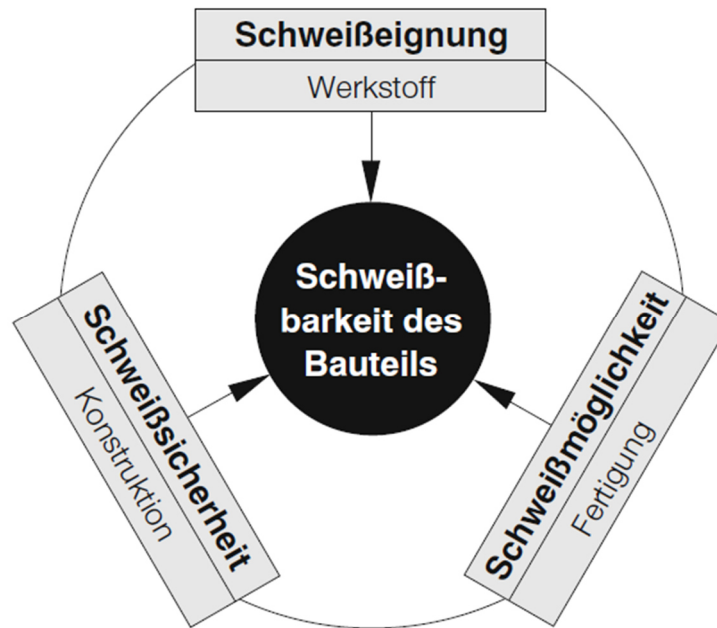 Schweißeignung
Werkstoff
Schweiß-
barkeit des
Bauteils
Schweißsicherheit
Konstruktion
Schweißmöglichkeit
Fertigung